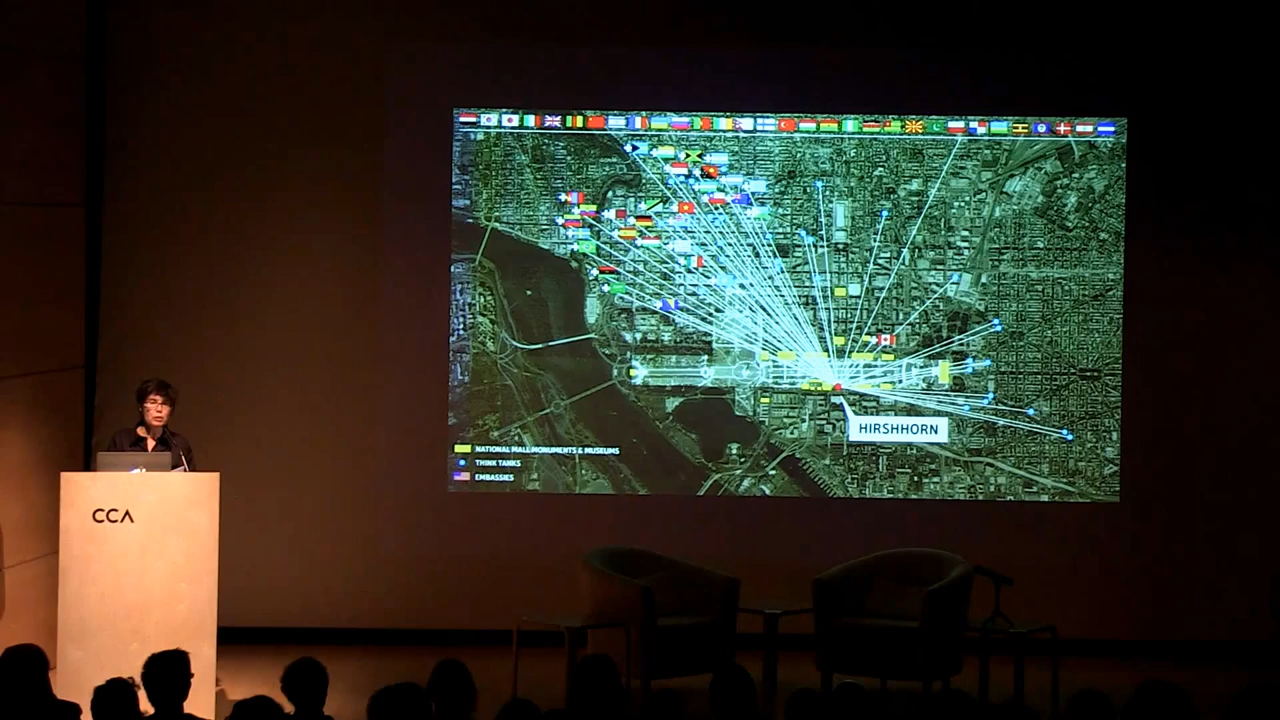 CCA
HIRSHHORN
NATIONAL MALL MONUMENTS & MUSEUMS
THINK TANKS
EMBASSIES